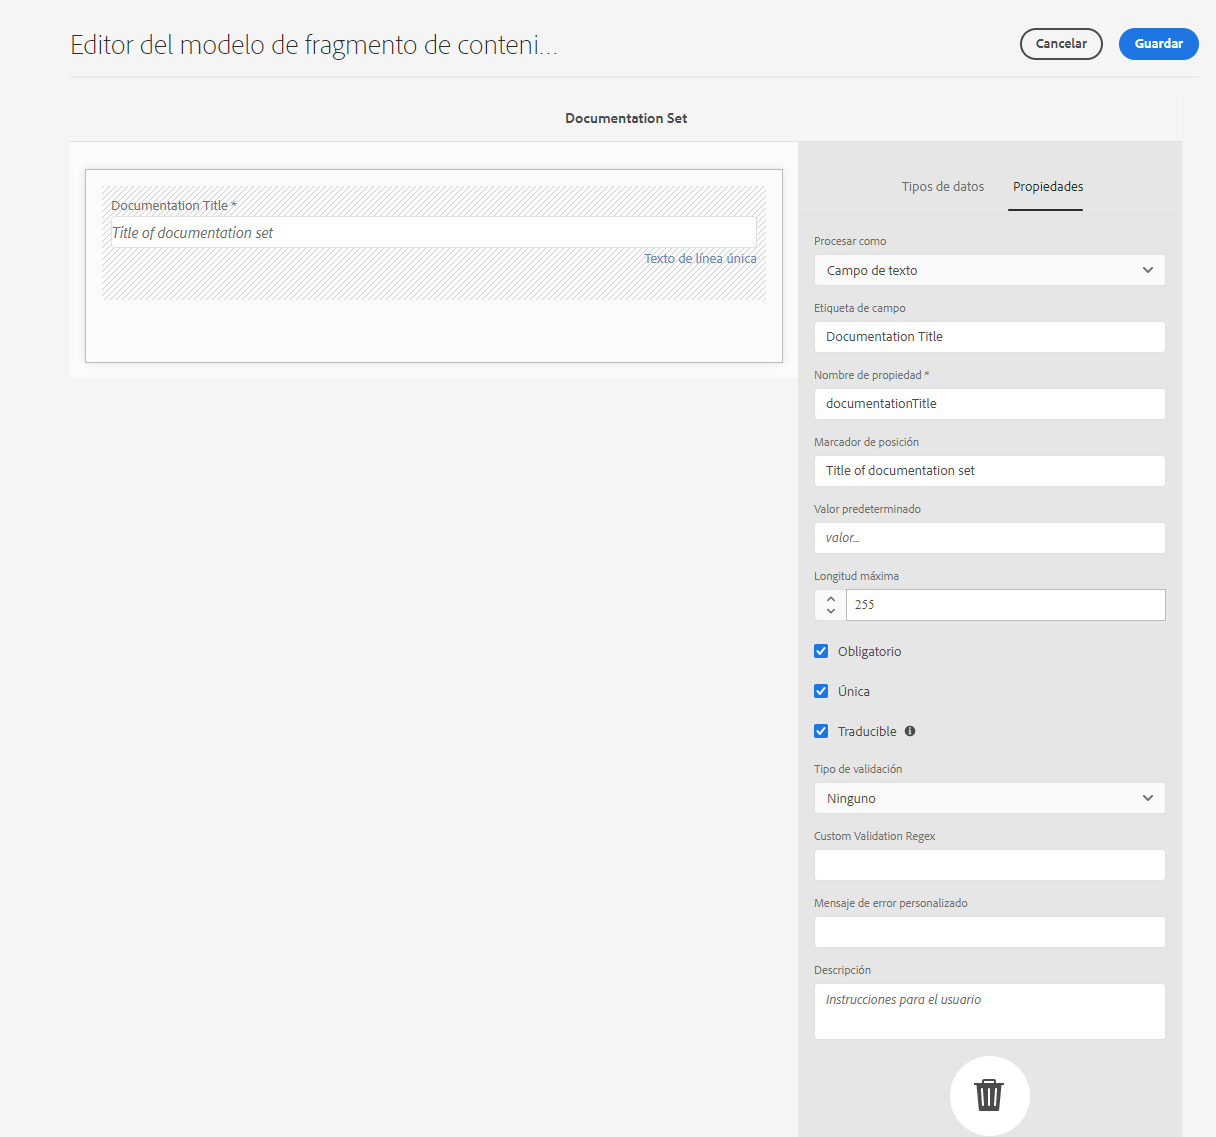 Editor del modelo de fragmento de conteni...
Cancelar
Guardar
Documentation Set
Documentation Title *
Title of documentation set
Texto de línea única
Tipos de datos
Propiedades
Procesar como
Campo de texto
Etiqueta de campo
Documentation Title
Nombre de propiedad *
documentationTitle
Marcador de posición
Title of documentation set
Valor predeterminado
valor...
Longitud máxima
255
Obligatorio
Única
Traducible
Tipo de validación
Ninguno
Custom Validation Regex
Mensaje de error personalizado
Descripción
Instrucciones para el usuario